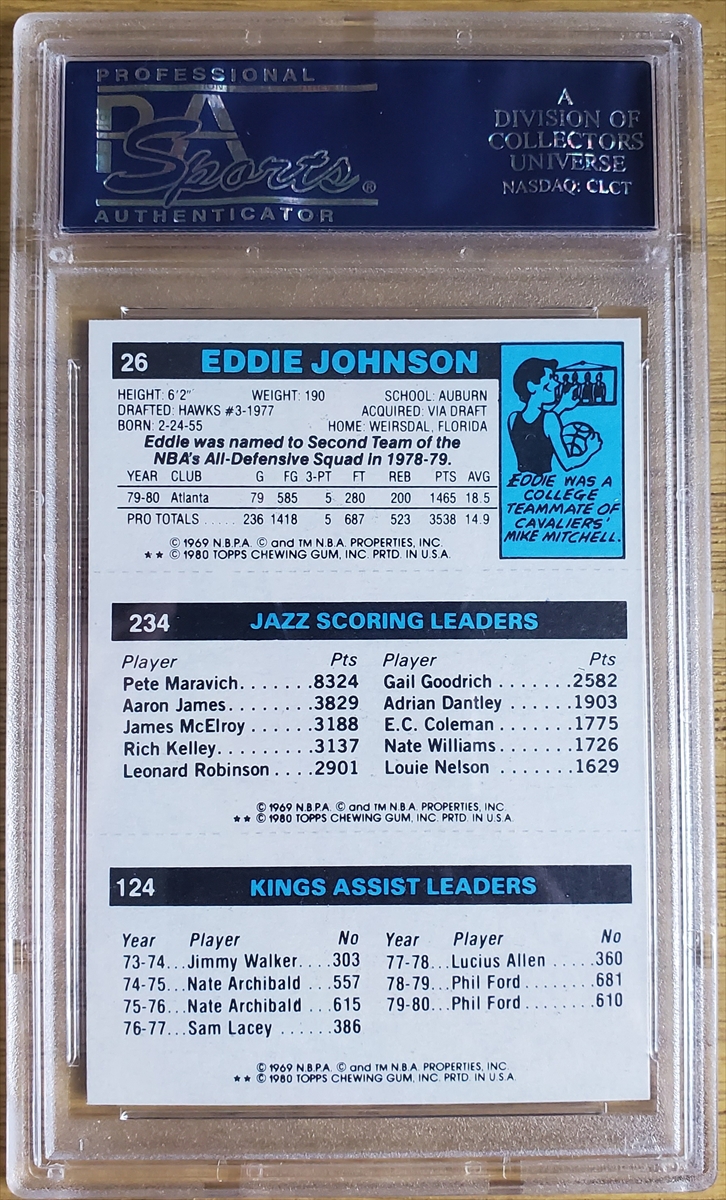 PROFESSIONAL
PSA
Sports®
AUTHENTICATOR
A
DIVISION OF
COLLECTORS
UNIVERSE
NASDAQ: CLCT
26 EDDIE JOHNSON
HEIGHT: 6'2" WEIGHT: 190 SCHOOL: AUBURN
DRAFTED: HAWKS #3-1977 ACQUIRED: VIA DRAFT
BORN: 2-24-55 HOME: WEIRSDAL, FLORIDA
Eddie was named to Second Team of the
NBA's All-Defensive Squad in 1978-79.
YEAR CLUB G FG 3-PT FT REB PTS AVG
79-80 Atlanta 79 585 5 280 200 1465 18.5
PRO TOTALS ..... 236 1418 5 687 523 3538 14.9
© 1969 N.B.P.A. © and TM N.B.A. PROPERTIES, INC.
★★ © 1980 TOPPS CHEWING GUM, INC. PRTD. IN U.S.A.
EDDIE WAS A
COLLEGE
TEAMMATE OF
CAVALIERS'
MIKE MITCHELL.
234 JAZZ SCORING LEADERS
Player Pts Player Pts
Pete Maravich.......8324 Gail Goodrich.......2582
Aaron James........3829 Adrian Dantley......1903
James McElroy.....3188 E.C. Coleman.......1775
Rich Kelley.........3137 Nate Williams.......1726
Leonard Robinson....2901 Louie Nelson.......1629
© 1969 N.B.P.A. © and TM N.B.A. PROPERTIES, INC.
★★ © 1980 TOPPS CHEWING GUM, INC. PRTD. IN U.S.A.
124 KINGS ASSIST LEADERS
Year Player No Year Player No
73-74...Jimmy Walker....303 77-78...Lucius Allen.....360
74-75...Nate Archibald...557 78-79...Phil Ford........681
75-76...Nate Archibald...615 79-80...Phil Ford........610
76-77...Sam Lacey......386
© 1969 N.B.P.A. © and TM N.B.A. PROPERTIES, INC.
★★ © 1980 TOPPS CHEWING GUM, INC. PRTD. IN U.S.A.